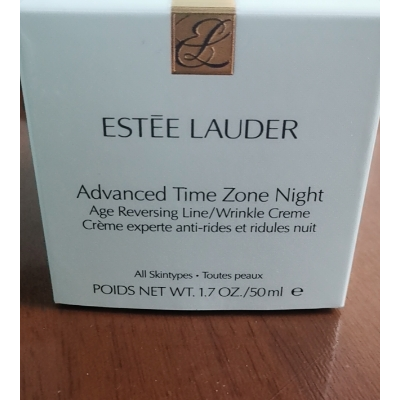 EL
ESTĒE LAUDER
Advanced Time Zone Night
Age Reversing Line/Wrinkle Creme
Crème experte anti-rides et ridules nuit
All Skintypes • Toutes peaux
POIDS NET WT. 1.7 OZ./50ml ℮